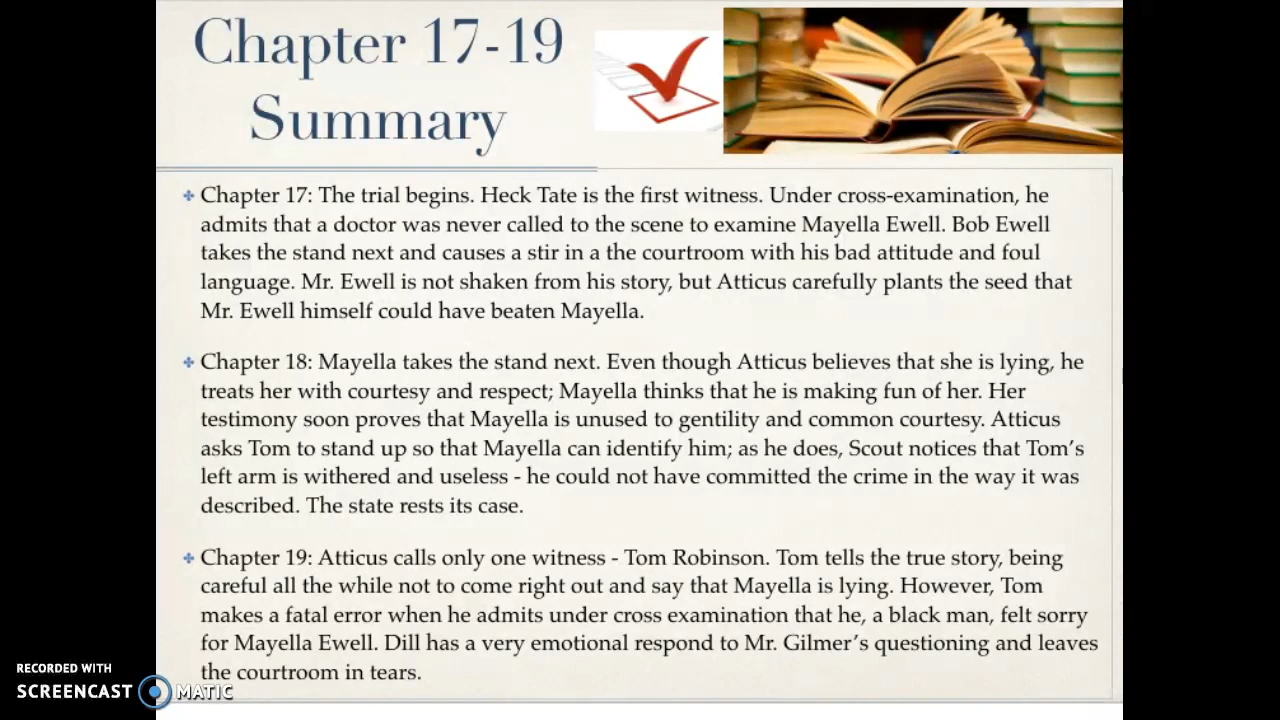 Chapter 17-19
Summary
Chapter 17: The trial begins. Heck Tate is the first witness. Under cross-examination, he
admits that a doctor was never called to the scene to examine Mayella Ewell. Bob Ewell
takes the stand next and causes a stir in a the courtroom with his bad attitude and foul
language. Mr. Ewell is not shaken from his story, but Atticus carefully plants the seed that
Mr. Ewell himself could have beaten Mayella.
Chapter 18: Mayella takes the stand next. Even though Atticus believes that she is lying, he
treats her with courtesy and respect; Mayella thinks that he is making fun of her. Her
testimony soon proves that Mayella is unused to gentility and common courtesy. Atticus
asks Tom to stand up so that Mayella can identify him; as he does, Scout notices that Tom's
left arm is withered and useless - he could not have committed the crime in the way it was
described. The state rests its case.
Chapter 19: Atticus calls only one witness - Tom Robinson. Tom tells the true story, being
careful all the while not to come right out and say that Mayella is lying. However, Tom
makes a fatal error when he admits under cross examination that he, a black man, felt sorry
for Mayella Ewell. Dill has a very emotional respond to Mr. Gilmer's questioning and leaves
the courtroom in tears.
RECORDED WITH
SCREENCAST MATIC